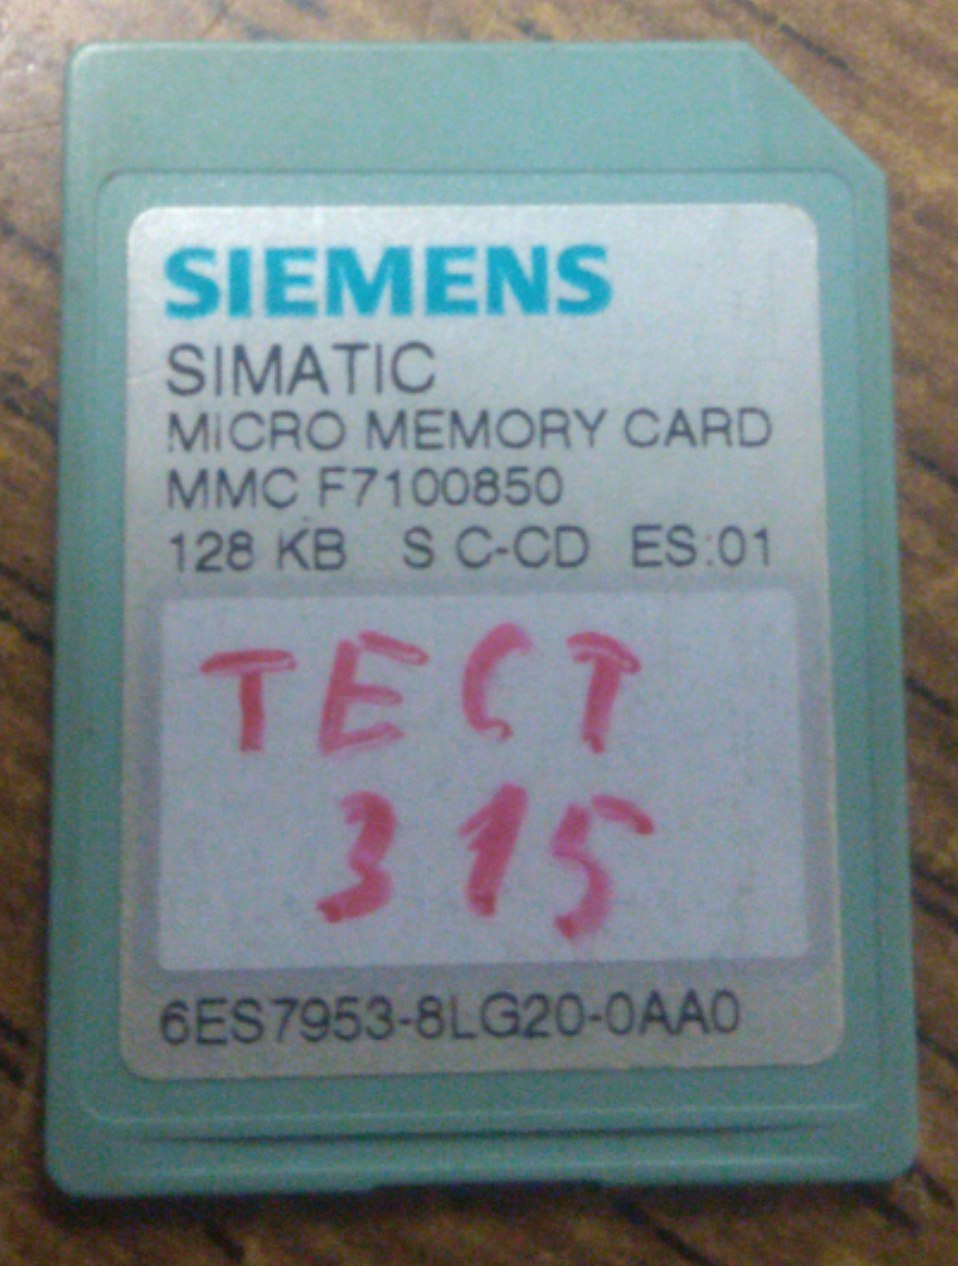 SIEMENS
SIMATIC
MICRO MEMORY CARD
MMC F7100850
128 KB S C-CD ES:01
ТЕСТ
315
6ES7953-8LG20-0AA0